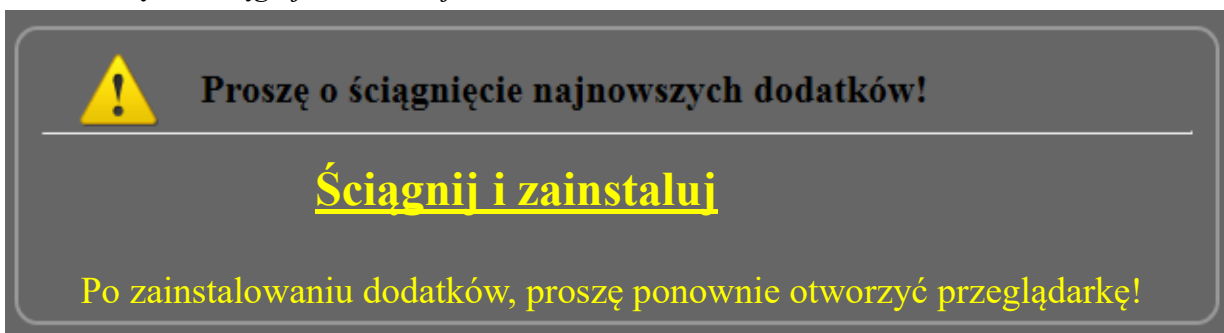 Proszę o ściągnięcie najnowszych dodatków!
Ściągnij i zainstaluj
Po zainstalowaniu dodatków, proszę ponownie otworzyć przeglądarkę!